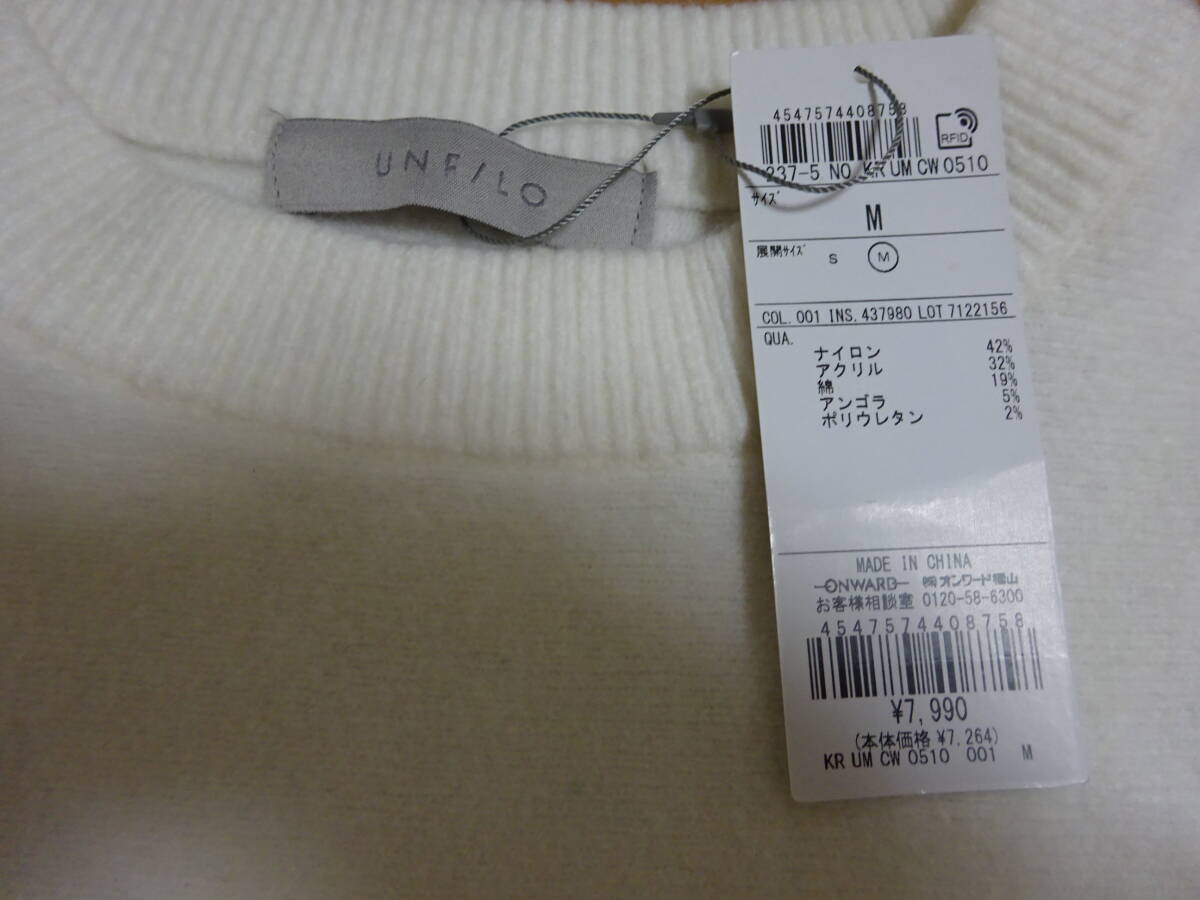 UNFILO
4547574408758
RFID
237-5 NO KR UM CW 0510
サイズ
M
展開サイズ S M
COL. 001 INS. 437980 LOT 7122156
QUA.
ナイロン 42%
アクリル 32%
綿 19%
アンゴラ 5%
ポリウレタン 2%
MADE IN CHINA
ONWARD ㈱オンワード樫山
お客様相談室 0120-58-6300
4547574408758
¥7,990
(本体価格 ¥7,264)
KR UM CW 0510 001 M